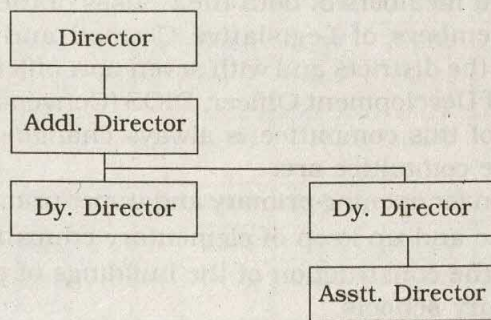 Director
Addl. Director
Dy. Director
Dy. Director
Asstt. Director